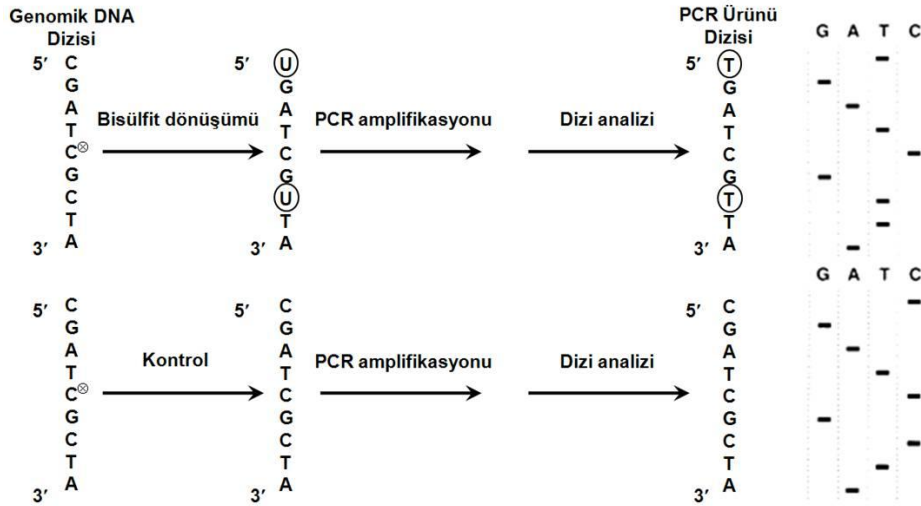 Genomik DNA
Dizisi
PCR Ürünü
Dizisi
G A T C
5′ C G A T C⊗ G C T A 3′
Bisülfit dönüşümü
5′ U G A T C G U T A 3′
PCR amplifikasyonu
Dizi analizi
5′ T G A T C G T T A 3′
G A T C
5′ C G A T C⊗ G C T A 3′
Kontrol
5′ C G A T C G C T A 3′
PCR amplifikasyonu
Dizi analizi
5′ C G A T C G C T A 3′